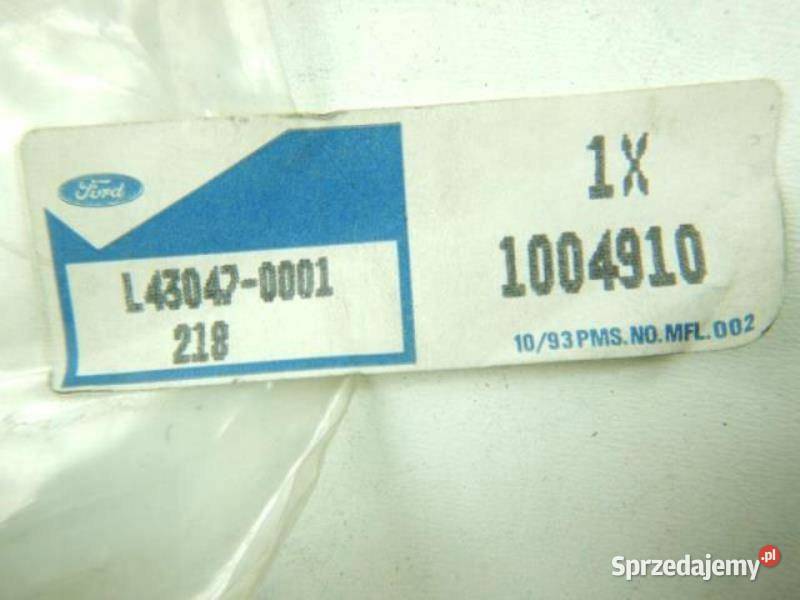 Ford
L43047-0001
218
1X
1004910
10/93 PMS.NO.MFL.002
Sprzedajemy.pl